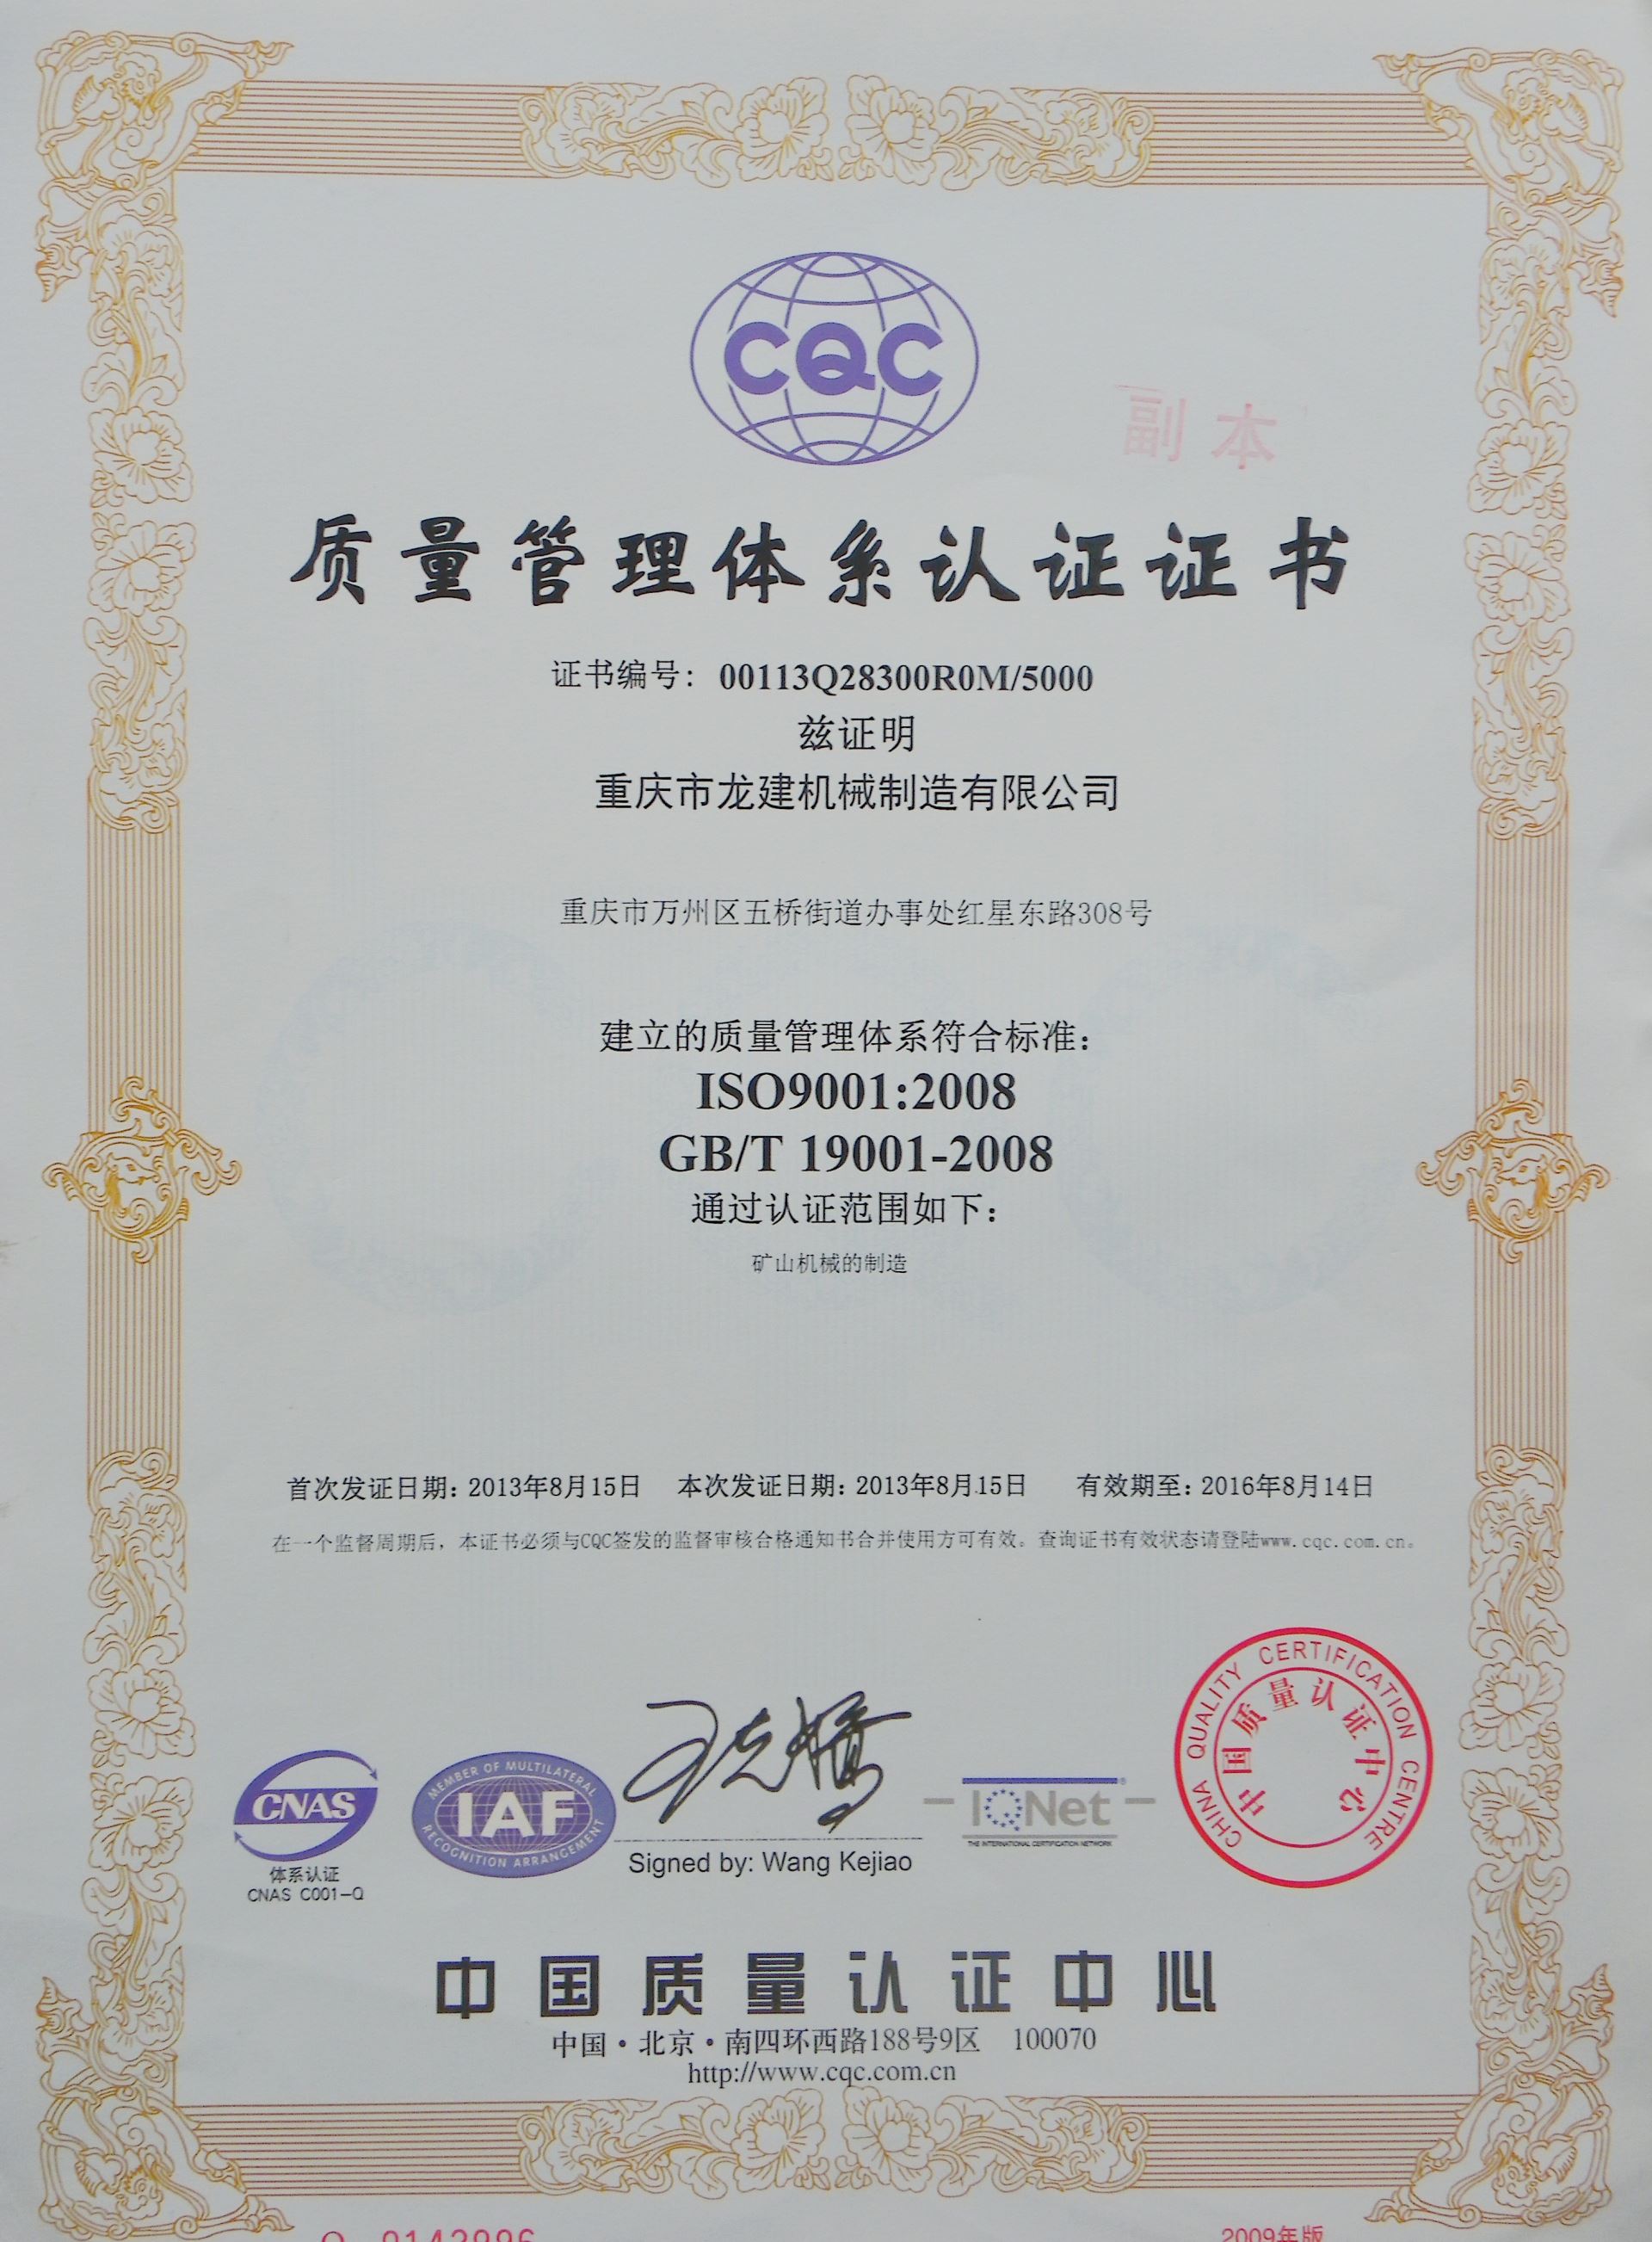 CQC
副本
质量管理体系认证证书
证书编号：00113Q28300R0M/5000
兹证明
重庆市龙建机械制造有限公司
重庆市万州区五桥街道办事处红星东路308号
建立的质量管理体系符合标准：
ISO9001:2008
GB/T 19001-2008
通过认证范围如下：
矿山机械的制造
首次发证日期：2013年8月15日 本次发证日期：2013年8月15日 有效期至：2016年8月14日
在一个监督周期后，本证书必须与CQC签发的监督审核合格通知书合并使用方可有效。查询证书有效状态请登陆www.cqc.com.cn。
CNAS
体系认证
CNAS C001-Q
MEMBER OF MULTILATERAL
IAF
RECOGNITION ARRANGEMENT
Signed by: Wang Kejiao
IQNet
THE INTERNATIONAL CERTIFICATION NETWORK
CHINA QUALITY CERTIFICATION CENTRE
中国质量认证中心
中国质量认证中心
中国·北京·南四环西路188号9区 100070
http://www.cqc.com.cn
2009年版